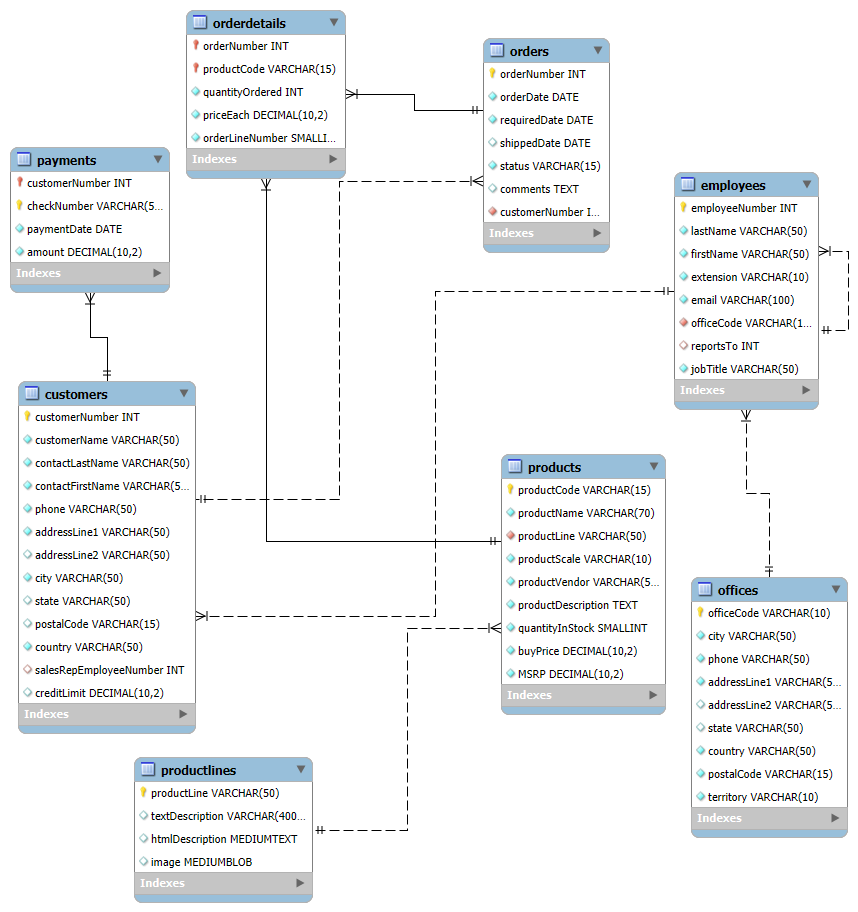 orderdetails
orderNumber INT
productCode VARCHAR(15)
quantityOrdered INT
priceEach DECIMAL(10,2)
orderLineNumber SMALLI...
Indexes
orders
orderNumber INT
orderDate DATE
requiredDate DATE
shippedDate DATE
status VARCHAR(15)
comments TEXT
customerNumber I...
Indexes
payments
customerNumber INT
checkNumber VARCHAR(5...
paymentDate DATE
amount DECIMAL(10,2)
Indexes
employees
employeeNumber INT
lastName VARCHAR(50)
firstName VARCHAR(50)
extension VARCHAR(10)
email VARCHAR(100)
officeCode VARCHAR(1...
reportsTo INT
jobTitle VARCHAR(50)
Indexes
customers
customerNumber INT
customerName VARCHAR(50)
contactLastName VARCHAR(50)
contactFirstName VARCHAR(5...
phone VARCHAR(50)
addressLine1 VARCHAR(50)
addressLine2 VARCHAR(50)
city VARCHAR(50)
state VARCHAR(50)
postalCode VARCHAR(15)
country VARCHAR(50)
salesRepEmployeeNumber INT
creditLimit DECIMAL(10,2)
Indexes
products
productCode VARCHAR(15)
productName VARCHAR(70)
productLine VARCHAR(50)
productScale VARCHAR(10)
productVendor VARCHAR(5...
productDescription TEXT
quantityInStock SMALLINT
buyPrice DECIMAL(10,2)
MSRP DECIMAL(10,2)
Indexes
offices
officeCode VARCHAR(10)
city VARCHAR(50)
phone VARCHAR(50)
addressLine1 VARCHAR(5...
addressLine2 VARCHAR(5...
state VARCHAR(50)
country VARCHAR(50)
postalCode VARCHAR(15)
territory VARCHAR(10)
Indexes
productlines
productLine VARCHAR(50)
textDescription VARCHAR(400...
htmlDescription MEDIUMTEXT
image MEDIUMBLOB
Indexes